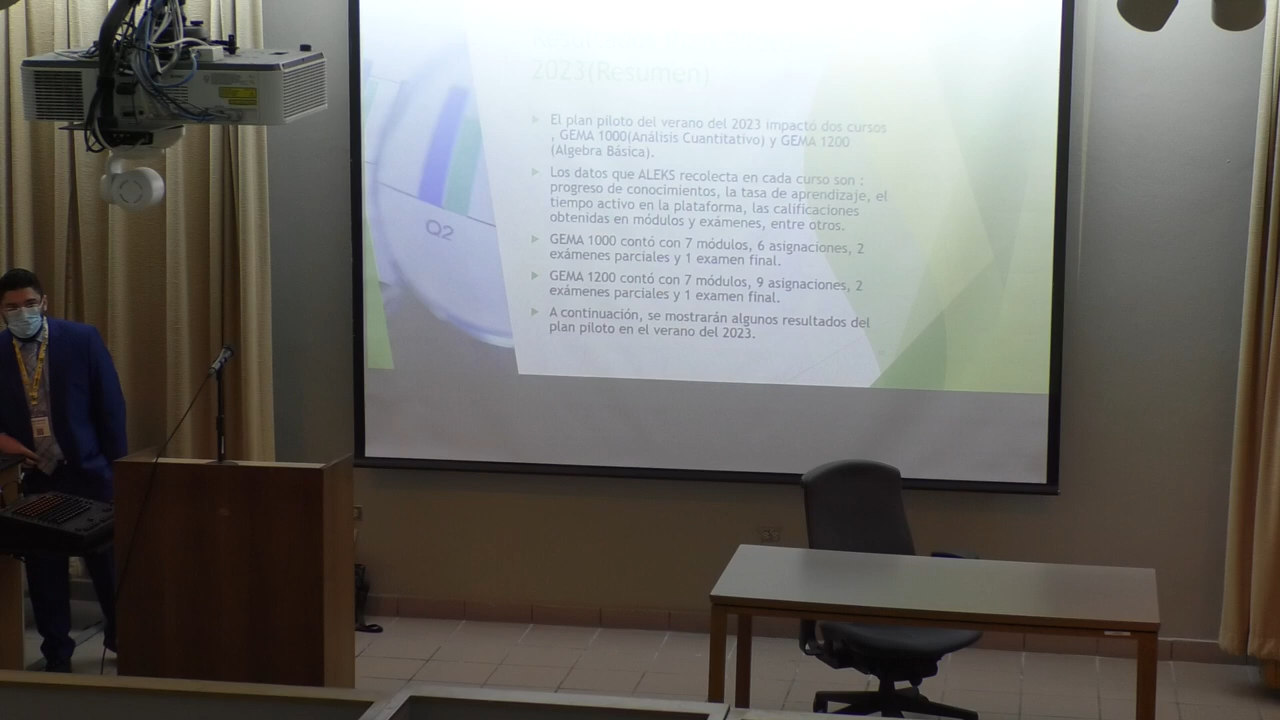 2023(Resumen)
El plan piloto del verano del 2023 impactó dos cursos
, GEMA 1000(Análisis Cuantitativo) y GEMA 1200
(Algebra Básica).
Los datos que ALEKS recolecta en cada curso son :
progreso de conocimientos, la tasa de aprendizaje, el
tiempo activo en la plataforma, las calificaciones
obtenidas en módulos y exámenes, entre otros.
GEMA 1000 contó con 7 módulos, 6 asignaciones, 2
exámenes parciales y 1 examen final.
GEMA 1200 contó con 7 módulos, 9 asignaciones, 2
exámenes parciales y 1 examen final.
A continuación, se mostrarán algunos resultados del
plan piloto en el verano del 2023.
Q2